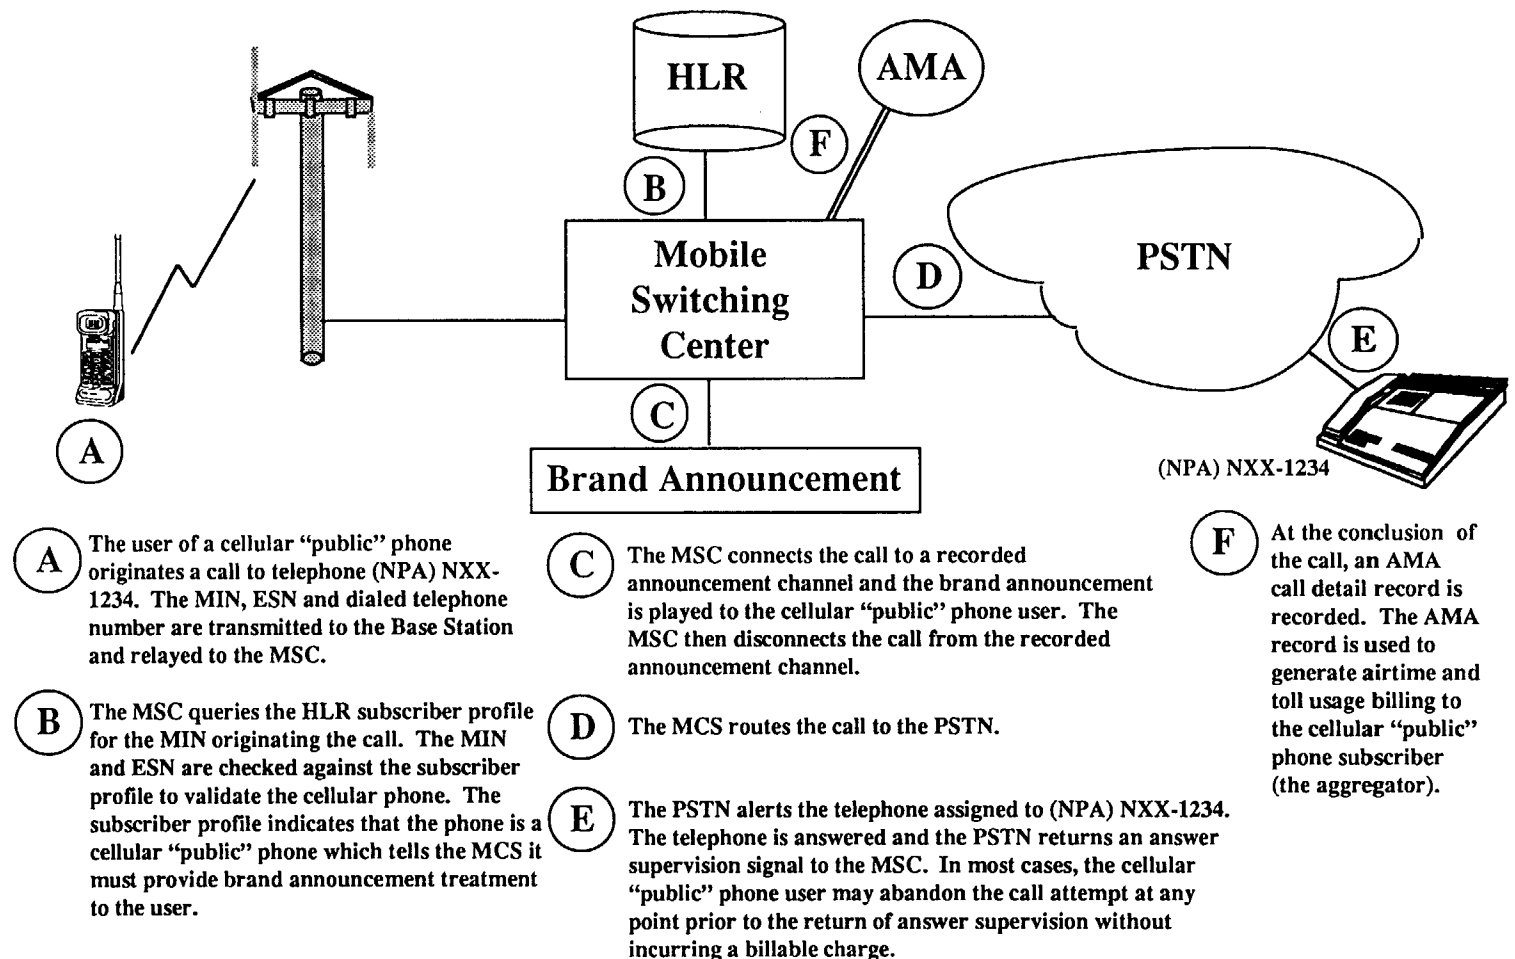 HLR
AMA
F
B
Mobile
Switching
Center
D
PSTN
E
C
A
Brand Announcement
(NPA) NXX-1234
A
The user of a cellular “public” phone
originates a call to telephone (NPA) NXX-
1234. The MIN, ESN and dialed telephone
number are transmitted to the Base Station
and relayed to the MSC.
B
The MSC queries the HLR subscriber profile
for the MIN originating the call. The MIN
and ESN are checked against the subscriber
profile to validate the cellular phone. The
subscriber profile indicates that the phone is a
cellular “public” phone which tells the MCS it
must provide brand announcement treatment
to the user.
C
The MSC connects the call to a recorded
announcement channel and the brand announcement
is played to the cellular “public” phone user. The
MSC then disconnects the call from the recorded
announcement channel.
D
The MCS routes the call to the PSTN.
E
The PSTN alerts the telephone assigned to (NPA) NXX-1234.
The telephone is answered and the PSTN returns an answer
supervision signal to the MSC. In most cases, the cellular
“public” phone user may abandon the call attempt at any
point prior to the return of answer supervision without
incurring a billable charge.
F
At the conclusion of
the call, an AMA
call detail record is
recorded. The AMA
record is used to
generate airtime and
toll usage billing to
the cellular “public”
phone subscriber
(the aggregator).